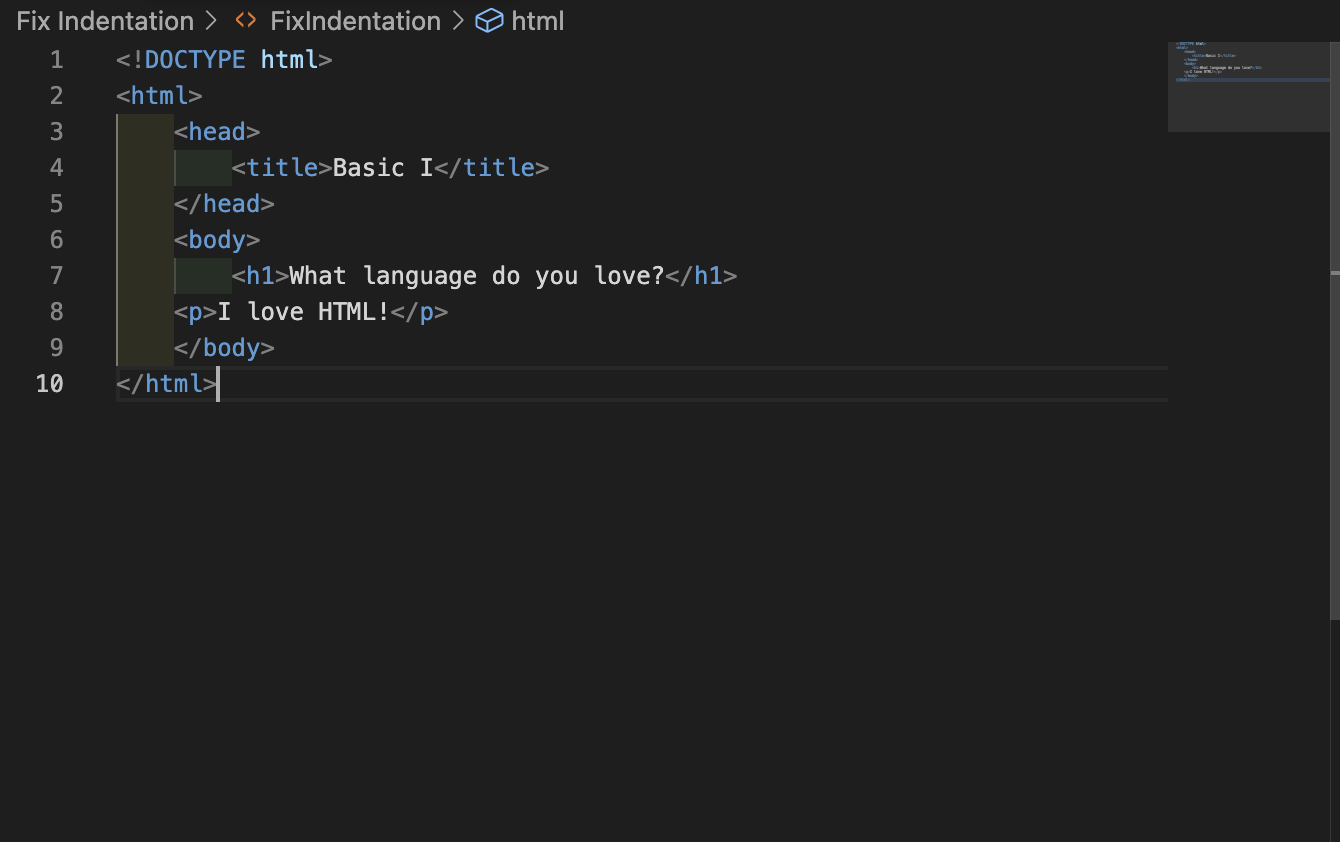 Fix Indentation > <> FixIndentation > html
1 <!DOCTYPE html>
2 <html>
3     <head>
4         <title>Basic I</title>
5     </head>
6     <body>
7         <h1>What language do you love?</h1>
8     <p>I love HTML!</p>
9     </body>
10 </html>